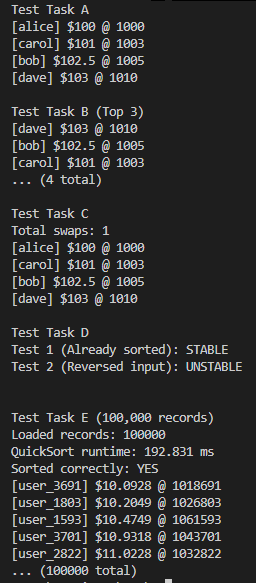 Test Task A
[alice] $100 @ 1000
[carol] $101 @ 1003
[bob] $102.5 @ 1005
[dave] $103 @ 1010
Test Task B (Top 3)
[dave] $103 @ 1010
[bob] $102.5 @ 1005
[carol] $101 @ 1003
... (4 total)
Test Task C
Total swaps: 1
[alice] $100 @ 1000
[carol] $101 @ 1003
[bob] $102.5 @ 1005
[dave] $103 @ 1010
Test Task D
Test 1 (Already sorted): STABLE
Test 2 (Reversed input): UNSTABLE
Test Task E (100,000 records)
Loaded records: 100000
QuickSort runtime: 192.831 ms
Sorted correctly: YES
[user_3691] $10.0928 @ 1018691
[user_1803] $10.2049 @ 1026803
[user_1593] $10.4749 @ 1061593
[user_3701] $10.9318 @ 1043701
[user_2822] $11.0228 @ 1032822
... (100000 total)